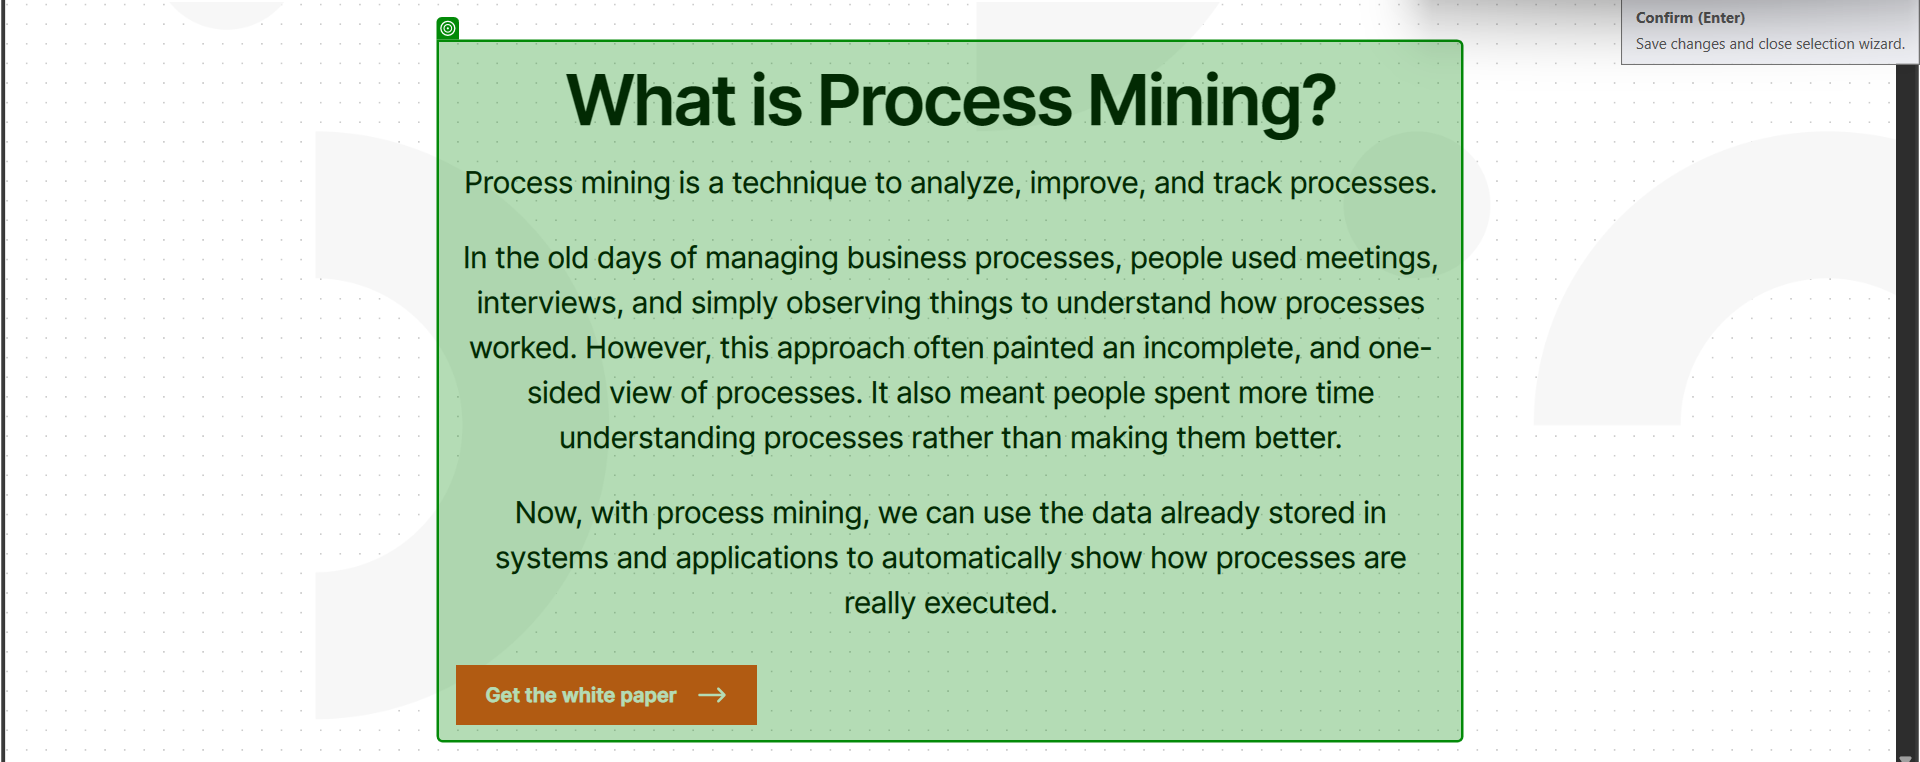 Confirm (Enter)
Save changes and close selection wizard.
What is Process Mining?
Process mining is a technique to analyze, improve, and track processes.
In the old days of managing business processes, people used meetings,
interviews, and simply observing things to understand how processes
worked. However, this approach often painted an incomplete, and one-
sided view of processes. It also meant people spent more time
understanding processes rather than making them better.
Now, with process mining, we can use the data already stored in
systems and applications to automatically show how processes are
really executed.
Get the white paper